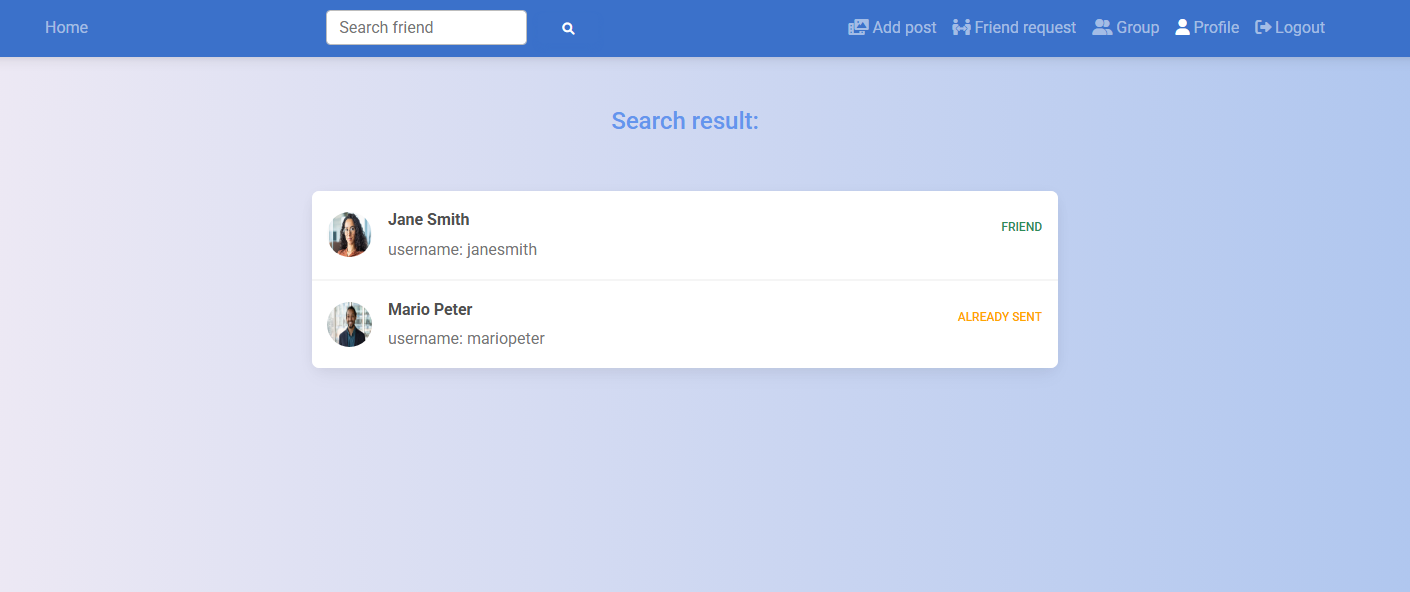 Home Search friend Add post Friend request Group Profile Logout
Search result:
Jane Smith
FRIEND
username: janesmith
Mario Peter
ALREADY SENT
username: mariopeter